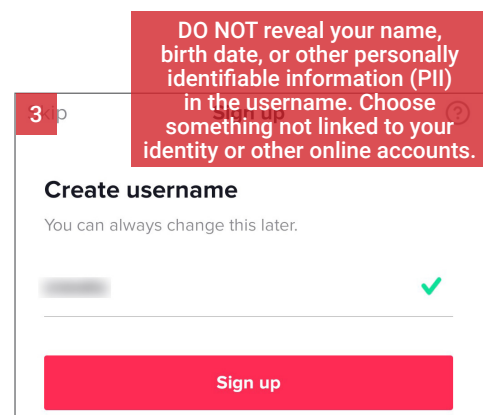 DO NOT reveal your name,
birth date, or other personally
identifiable information (PII)
in the username. Choose
something not linked to your
identity or other online accounts.
3
Sign up
?
Create username
You can always change this later.
Sign up